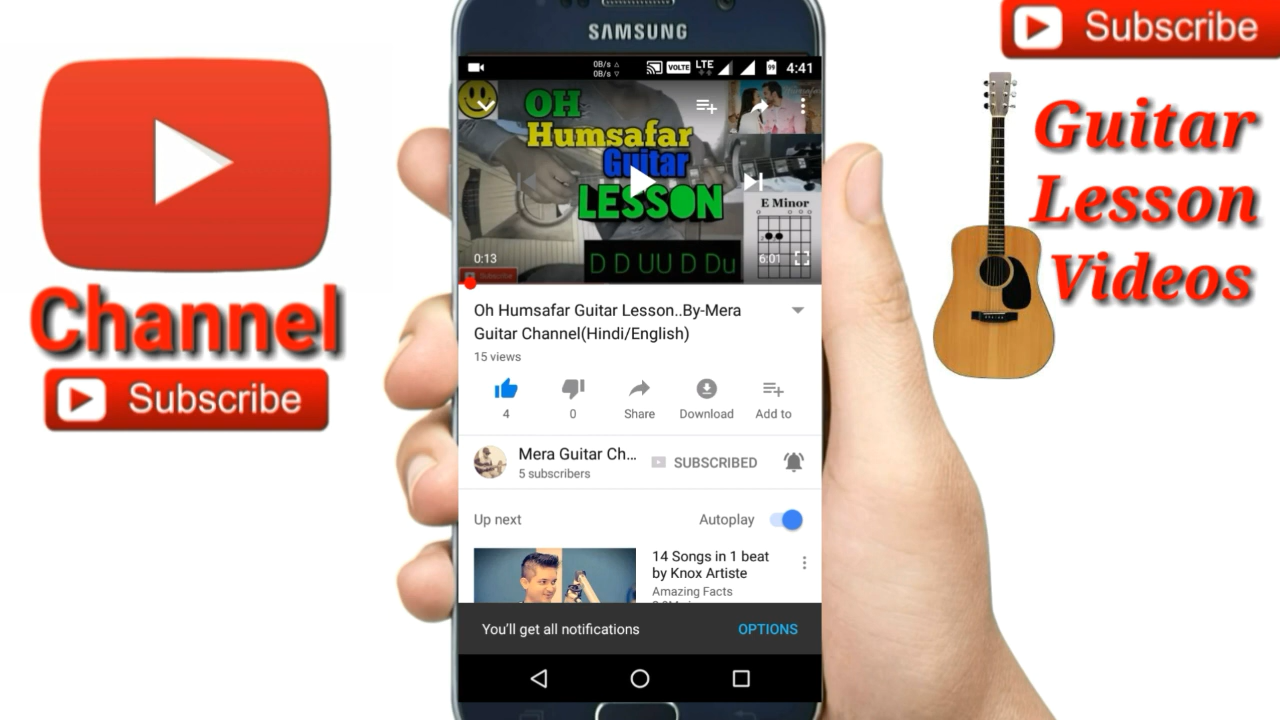 Subscribe
Guitar
Lesson
Videos
Channel
Subscribe
SAMSUNG
0B/s
0B/s
VOLTE
LTE
99
4:41
OH
Humsafar
Guitar
LESSON
E Minor
D D UU D Du
0:13
6:01
Subscribe
Oh Humsafar Guitar Lesson..By-Mera
Guitar Channel(Hindi/English)
15 views
4
0
Share
Download
Add to
Mera Guitar Ch...
5 subscribers
SUBSCRIBED
Up next
Autoplay
14 Songs in 1 beat
by Knox Artiste
Amazing Facts
You'll get all notifications
OPTIONS